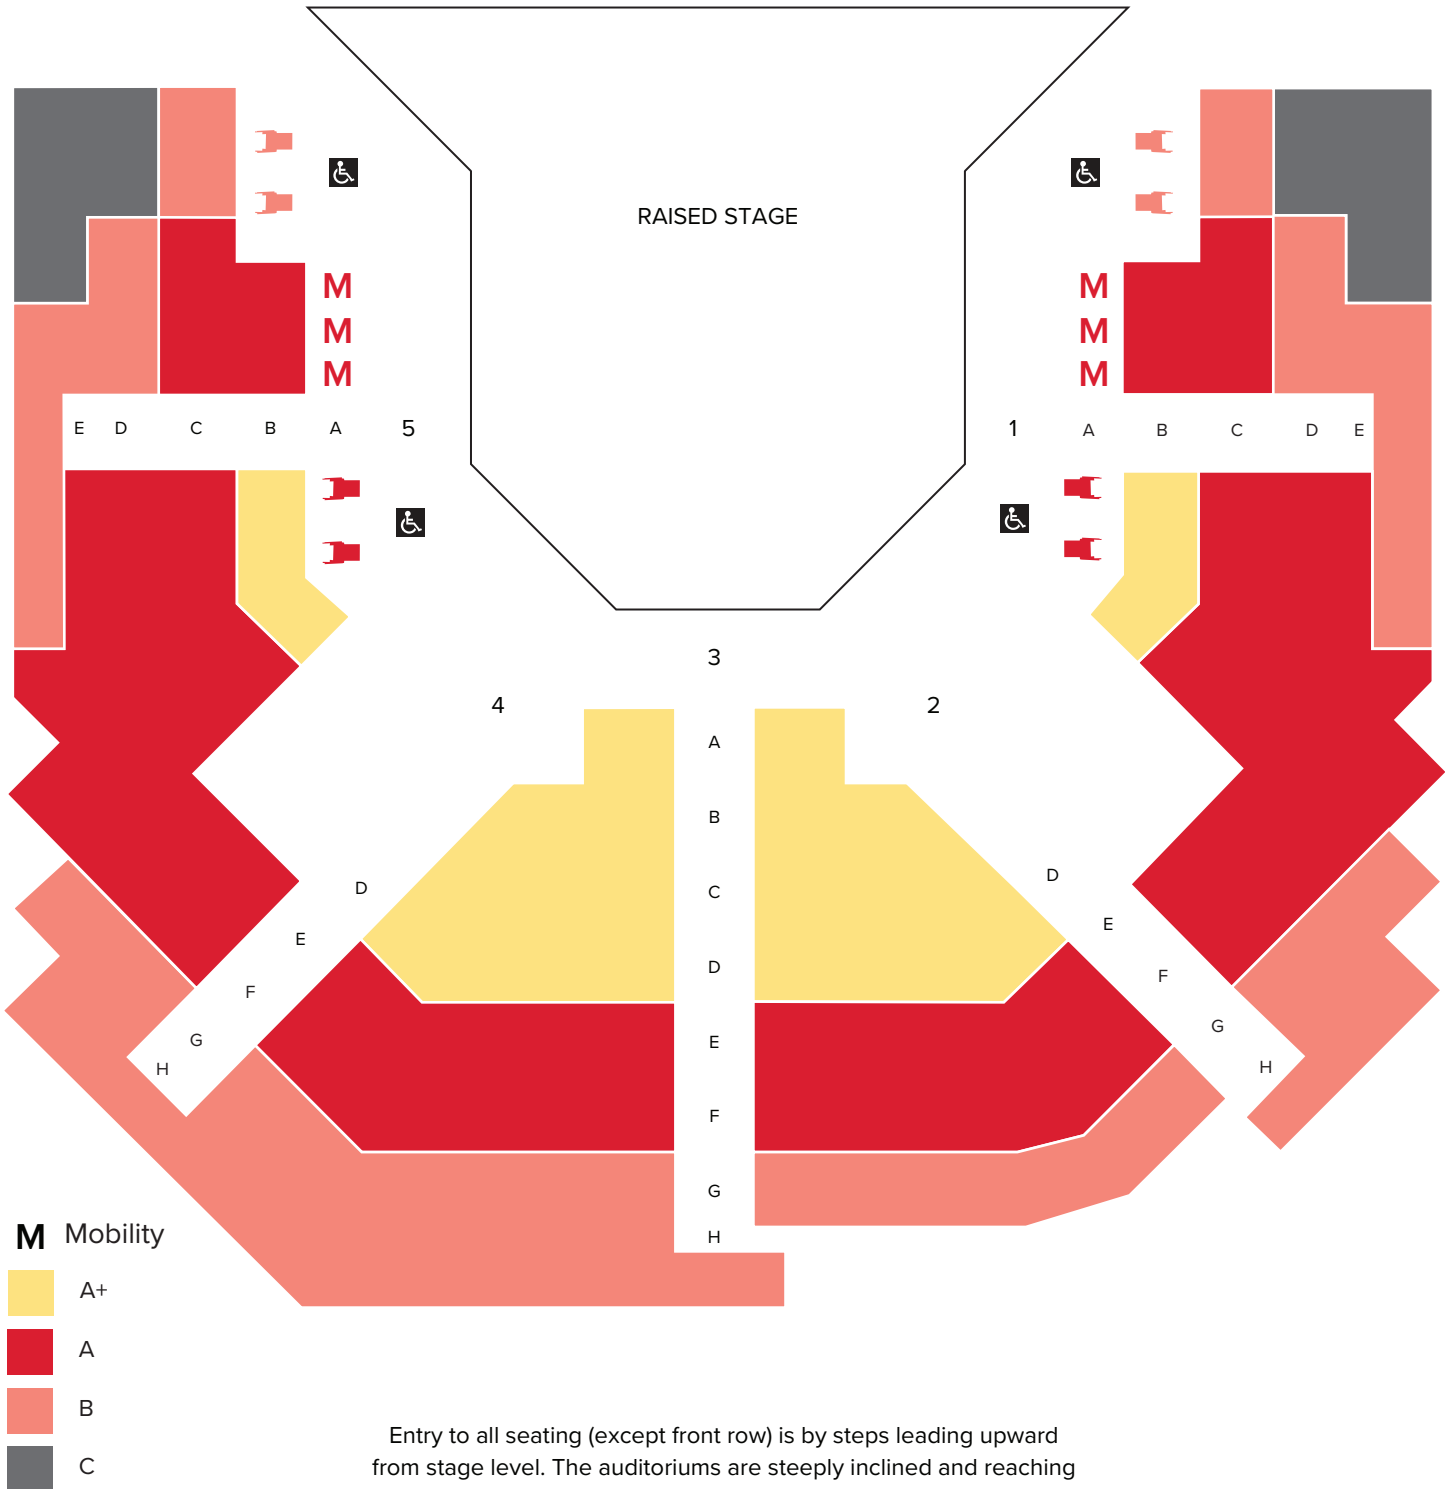 RAISED STAGE
M
M
M
M
M
M
E D C B A 5
1 A B C D E
3
4
2
A
B
C
D
E
F
G
H
D
E
F
G
H
D
E
F
G
H
M Mobility
A+
A
B
C
Entry to all seating (except front row) is by steps leading upward
from stage level. The auditoriums are steeply inclined and reaching